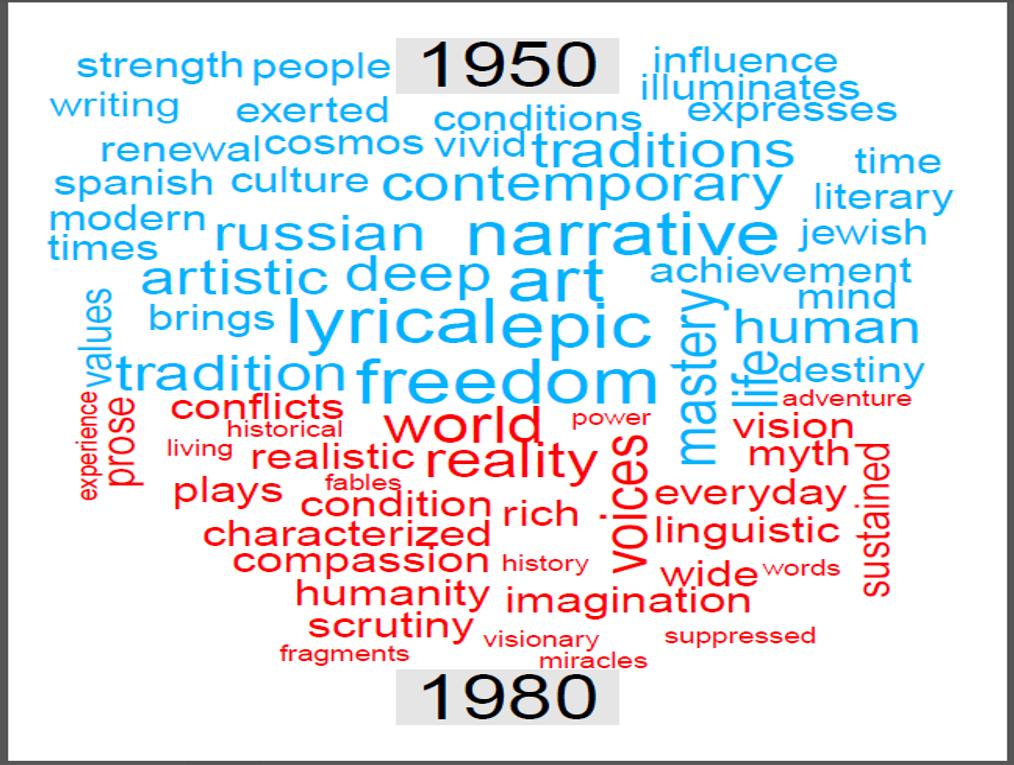 1950
strength people influence
illuminates
writing exerted conditions expresses
renewal cosmos vivid traditions time
spanish culture contemporary literary
modern russian narrative jewish
times
artistic deep art achievement
mind
values brings lyrical epic mastery human
tradition freedom life destiny
experience prose conflicts world power adventure
historical vision
living realistic reality voices myth
fables
plays condition rich everyday sustained
characterized linguistic
compassion history wide words
humanity imagination
scrutiny visionary suppressed
fragments miracles
1980